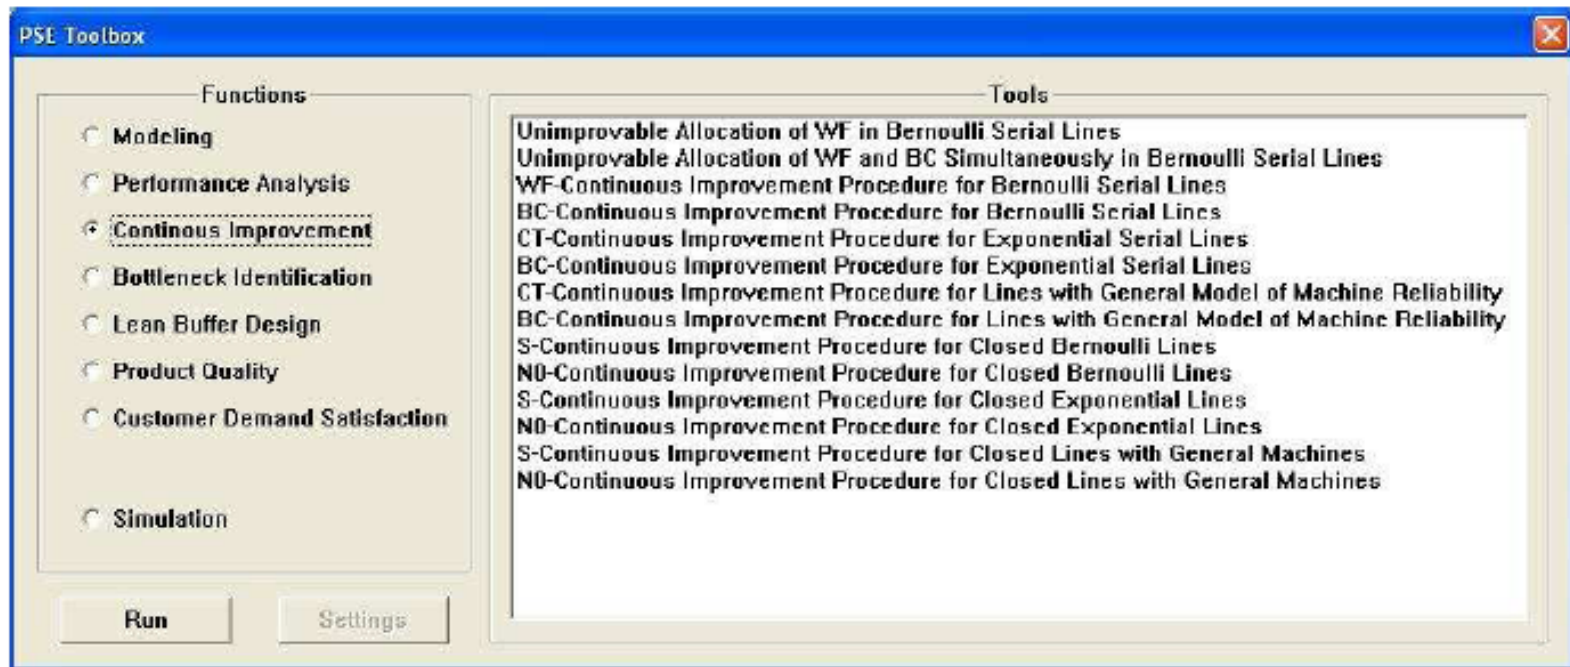 PSE Toolbox
Functions
Modeling
Performance Analysis
Continous Improvement
Bottleneck Identification
Lean Buffer Design
Product Quality
Customer Demand Satisfaction
Simulation
Run
Settings
Tools
Unimprovable Allocation of WF in Bernoulli Serial Lines
Unimprovable Allocation of WF and BC Simultaneously in Bernoulli Serial Lines
WF-Continuous Improvement Procedure for Bernoulli Serial Lines
BC-Continuous Improvement Procedure for Bernoulli Serial Lines
CT-Continuous Improvement Procedure for Exponential Serial Lines
BC-Continuous Improvement Procedure for Exponential Serial Lines
CT-Continuous Improvement Procedure for Lines with General Model of Machine Reliability
BC-Continuous Improvement Procedure for Lines with General Model of Machine Reliability
S-Continuous Improvement Procedure for Closed Bernoulli Lines
N0-Continuous Improvement Procedure for Closed Bernoulli Lines
S-Continuous Improvement Procedure for Closed Exponential Lines
N0-Continuous Improvement Procedure for Closed Exponential Lines
S-Continuous Improvement Procedure for Closed Lines with General Machines
N0-Continuous Improvement Procedure for Closed Lines with General Machines